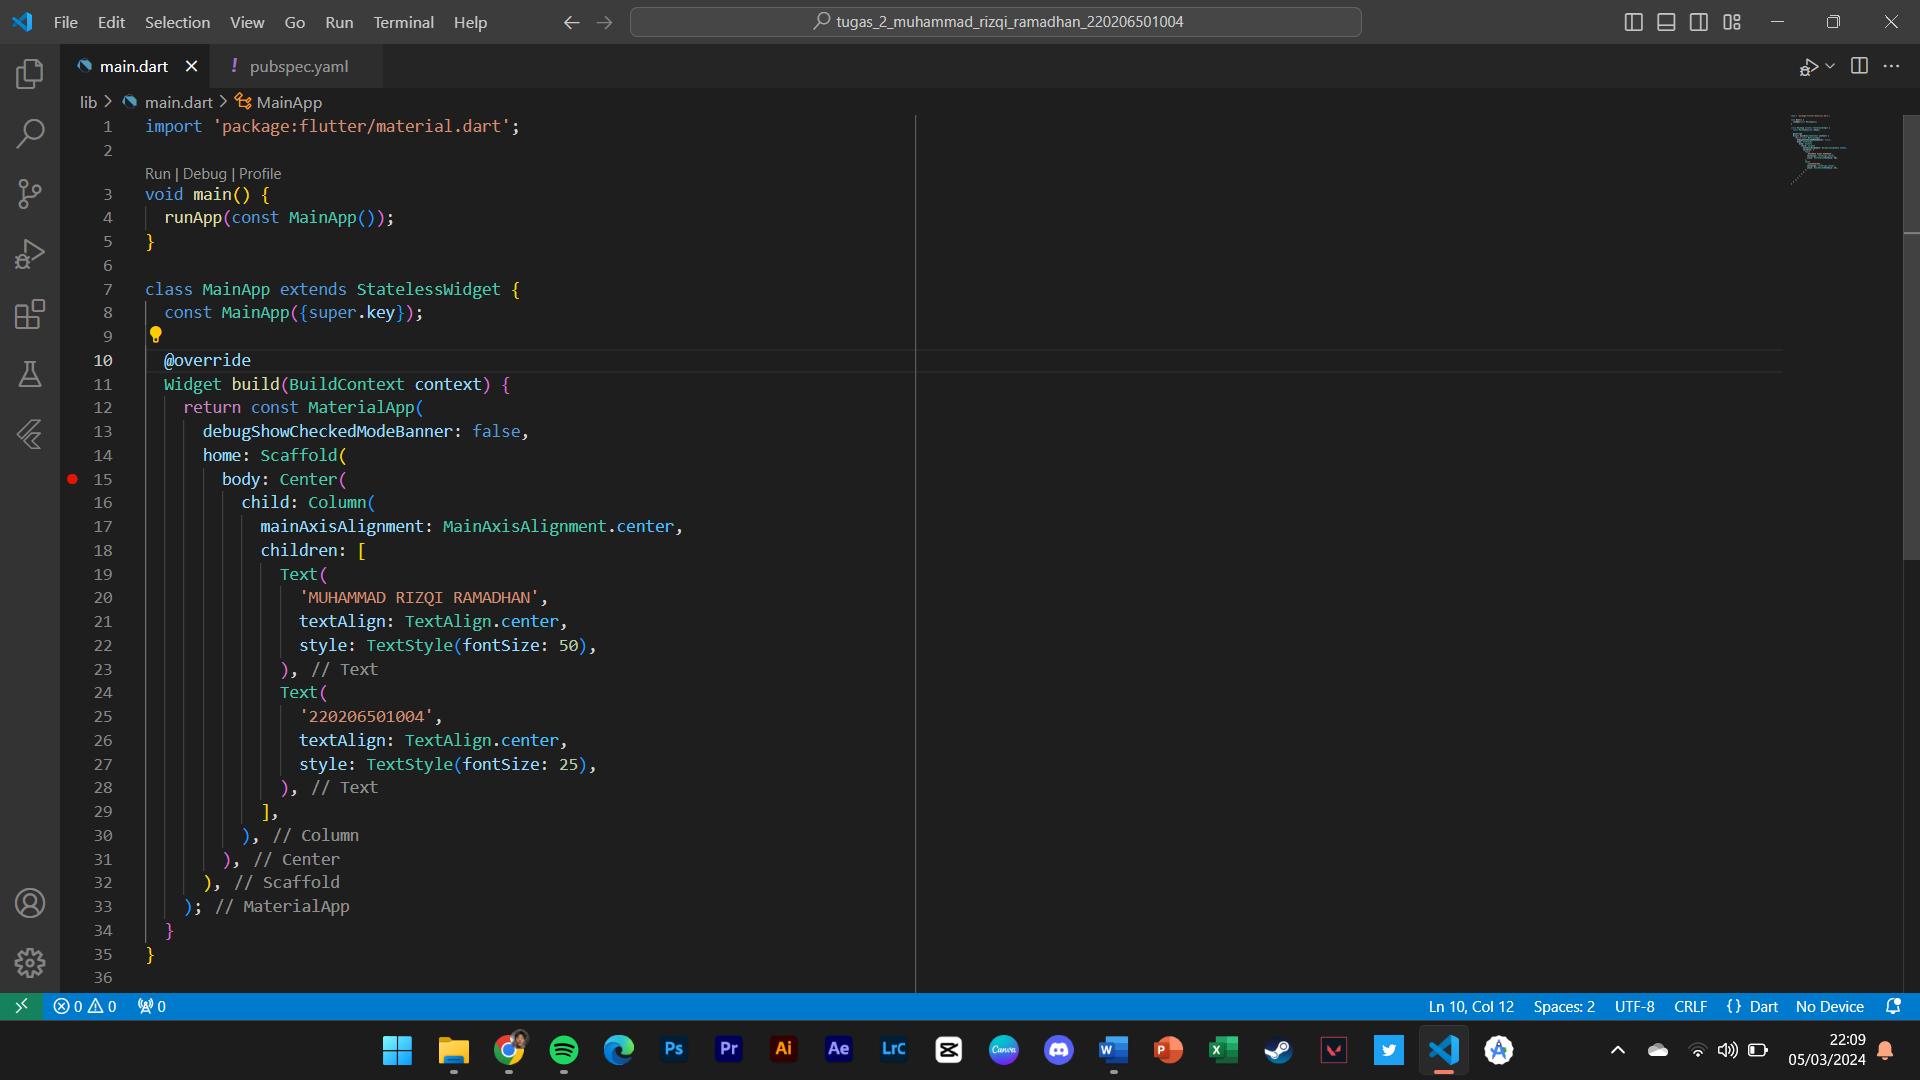 File Edit Selection View Go Run Terminal Help
tugas_2_muhammad_rizqi_ramadhan_220206501004
main.dart
! pubspec.yaml
lib > main.dart > MainApp
1 import 'package:flutter/material.dart';
2
Run | Debug | Profile
3 void main() {
4 runApp(const MainApp());
5 }
6
7 class MainApp extends StatelessWidget {
8 const MainApp({super.key});
9
10 @override
11 Widget build(BuildContext context) {
12 return const MaterialApp(
13 debugShowCheckedModeBanner: false,
14 home: Scaffold(
15 body: Center(
16 child: Column(
17 mainAxisAlignment: MainAxisAlignment.center,
18 children: [
19 Text(
20 'MUHAMMAD RIZQI RAMADHAN',
21 textAlign: TextAlign.center,
22 style: TextStyle(fontSize: 50),
23 ), // Text
24 Text(
25 '220206501004',
26 textAlign: TextAlign.center,
27 style: TextStyle(fontSize: 25),
28 ), // Text
29 ],
30 ), // Column
31 ), // Center
32 ), // Scaffold
33 ); // MaterialApp
34 }
35 }
36
0 0 0
Ln 10, Col 12 Spaces: 2 UTF-8 CRLF {} Dart No Device
Ps Pr Ai Ae LrC Canva W P X
22:09
05/03/2024